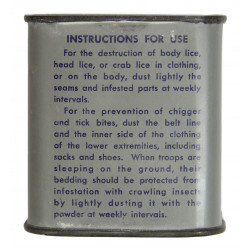 INSTRUCTIONS FOR USE
For the destruction of body lice,
head lice, or crab lice in clothing,
or on the body, dust lightly the
seams and infested parts at weekly
intervals.
For the prevention of chigger
and tick bites, dust the belt line
and the inner side of the clothing
of the lower extremities, including
socks and shoes. When troops are
sleeping on the ground, their
bedding should be protected from
infestation with crawling insects
by lightly dusting it with the
powder at weekly intervals.